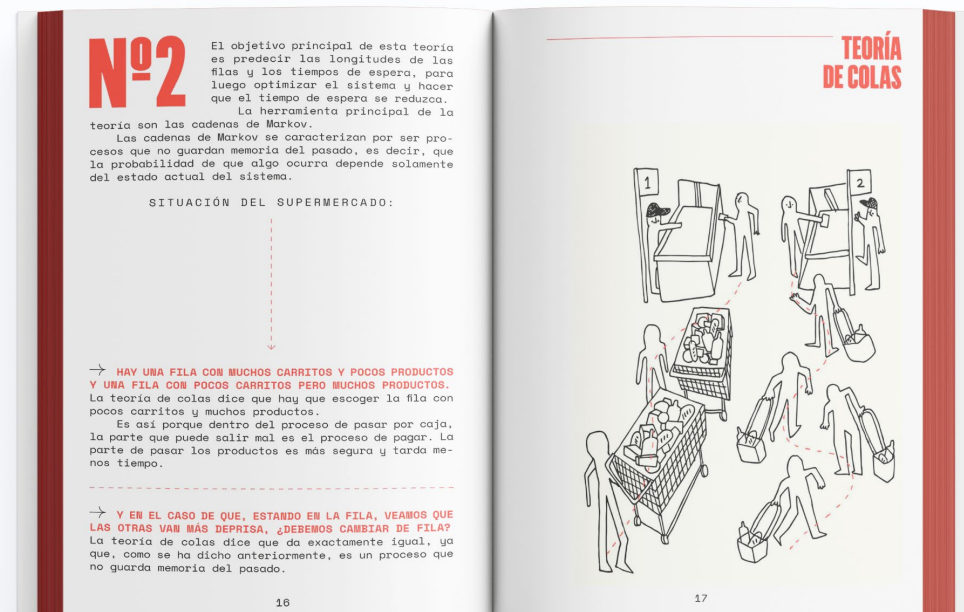 Nº2
El objetivo principal de esta teoría
es predecir las longitudes de las
filas y los tiempos de espera, para
luego optimizar el sistema y hacer
que el tiempo de espera se reduzca.
La herramienta principal de la
teoría son las cadenas de Markov.
Las cadenas de Markov se caracterizan por ser pro-
cesos que no guardan memoria del pasado, es decir, que
la probabilidad de que algo ocurra depende solamente
del estado actual del sistema.
SITUACIÓN DEL SUPERMERCADO:
→ HAY UNA FILA CON MUCHOS CARRITOS Y POCOS PRODUCTOS
Y UNA FILA CON POCOS CARRITOS PERO MUCHOS PRODUCTOS.
La teoría de colas dice que hay que escoger la fila con
pocos carritos y muchos productos.
Es así porque dentro del proceso de pasar por caja,
la parte que puede salir mal es el proceso de pagar. La
parte de pasar los productos es más segura y tarda me-
nos tiempo.
→ Y EN EL CASO DE QUE, ESTANDO EN LA FILA, VEAMOS QUE
LAS OTRAS VAN MÁS DEPRISA, ¿DEBEMOS CAMBIAR DE FILA?
La teoría de colas dice que da exactamente igual, ya
que, como se ha dicho anteriormente, es un proceso que
no guarda memoria del pasado.
16
TEORÍA
DE COLAS
1
2
17